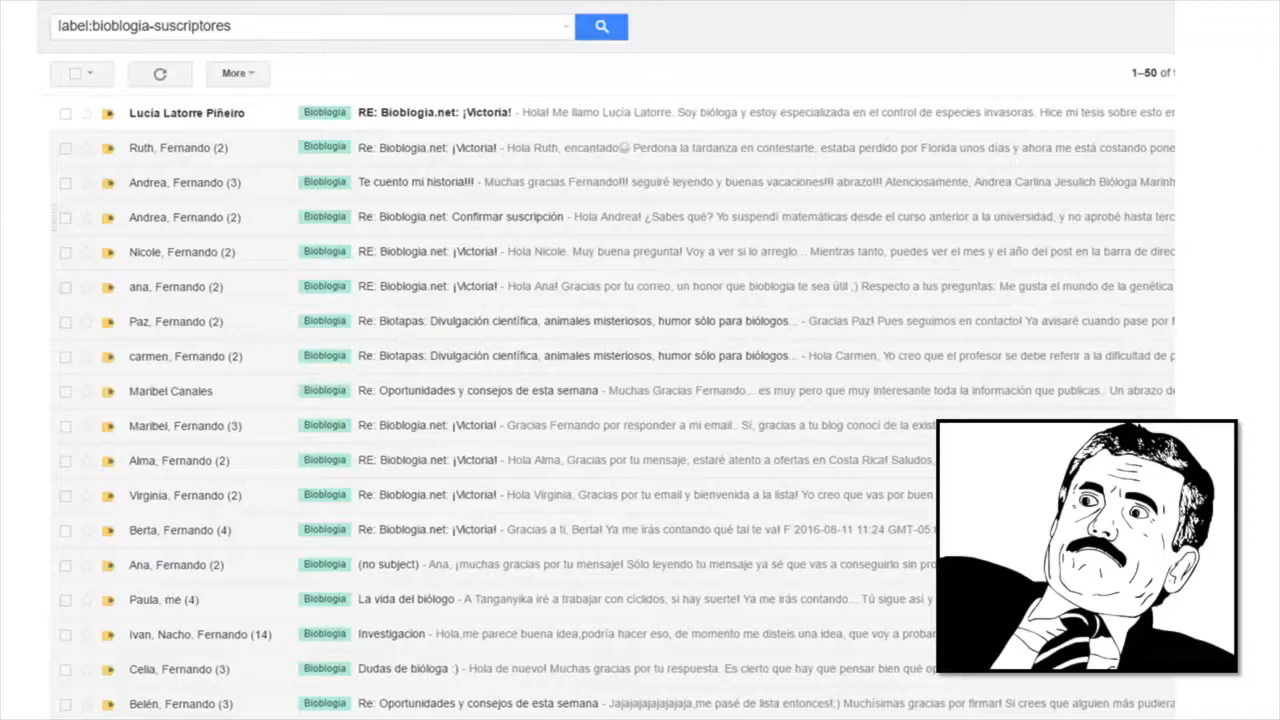 label:bioblogia-suscriptores
More
1–50 of
Lucía Latorre Piñeiro Bioblogia RE: Bioblogia.net: ¡Victoria! - Hola! Me llamo Lucía Latorre. Soy bióloga y estoy especializada en el control de especies invasoras. Hice mi tesis sobre esto en
Ruth, Fernando (2) Bioblogia Re: Bioblogia.net: ¡Victoria! - Hola Ruth, encantado Perdona la tardanza en contestarte, estaba perdido por Florida unos días y ahora me está costando pone
Andrea, Fernando (3) Bioblogia Te cuento mi historia!!! - Muchas gracias Fernando!!! seguiré leyendo y buenas vacaciones!!! abrazo!!! Atenciosamente, Andrea Carlina Jesulich Bióloga Marinh
Andrea, Fernando (2) Bioblogia Re: Bioblogia.net: Confirmar suscripción - Hola Andrea! ¿Sabes qué? Yo suspendí matemáticas desde el curso anterior a la universidad, y no aprobé hasta terc
Nicole, Fernando (2) Bioblogia RE: Bioblogia.net: ¡Victoria! - Hola Nicole. Muy buena pregunta! Voy a ver si lo arreglo... Mientras tanto, puedes ver el mes y el año del post en la barra de direc
ana, Fernando (2) Bioblogia RE: Bioblogia.net: ¡Victoria! - Hola Ana! Gracias por tu correo, un honor que bioblogia te sea útil ;) Respecto a tus preguntas: Me gusta el mundo de la genética
Paz, Fernando (2) Bioblogia Re: Biotapas: Divulgación científica, animales misteriosos, humor sólo para biólogos... - Gracias Paz! Pues seguimos en contacto! Ya avisaré cuando pase por
carmen, Fernando (2) Bioblogia Re: Biotapas: Divulgación científica, animales misteriosos, humor sólo para biólogos... - Hola Carmen, Yo creo que el profesor se debe referir a la dificultad de p
Maribel Canales Bioblogia Re: Oportunidades y consejos de esta semana - Muchas Gracias Fernando... es muy pero que muy interesante toda la información que publicas.. Un abrazo de
Maribel, Fernando (3) Bioblogia Re: Bioblogia.net: ¡Victoria! - Gracias Fernando por responder a mi email.. Sí, gracias a tu blog conocí de la exist
Alma, Fernando (2) Bioblogia RE: Bioblogia.net: ¡Victoria! - Hola Alma, Gracias por tu mensaje, estaré atento a ofertas en Costa Rica! Saludos,
Virginia, Fernando (2) Bioblogia Re: Bioblogia.net: ¡Victoria! - Hola Virginia, Gracias por tu email y bienvenida a la lista! Yo creo que vas por buen
Berta, Fernando (4) Bioblogia Re: Bioblogia.net: ¡Victoria! - Gracias a ti, Berta! Ya me irás contando qué tal te va! F 2016-08-11 11:24 GMT-05:
Ana, Fernando (2) Bioblogia (no subject) - Ana, ¡muchas gracias por tu mensaje! Sólo leyendo tu mensaje ya sé que vas a conseguirlo sin pro
Paula, me (4) Bioblogia La vida del biólogo - A Tanganyika iré a trabajar con cíclidos, si hay suerte! Ya me irás contando... Tú sigue así y
Ivan, Nacho, Fernando (14) Bioblogia Investigacion - Hola,me parece buena idea,podría hacer eso, de momento me disteis una idea, que voy a probar
Celia, Fernando (3) Bioblogia Dudas de bióloga :) - Hola de nuevo! Muchas gracias por tu respuesta. Es cierto que hay que pensar bien qué op
Belén, Fernando (3) Bioblogia Re: Oportunidades y consejos de esta semana - Jajajajajajajaja,me pasé de lista entonces!;) Muchísimas gracias por firmar! Si crees que alguien más pudiera